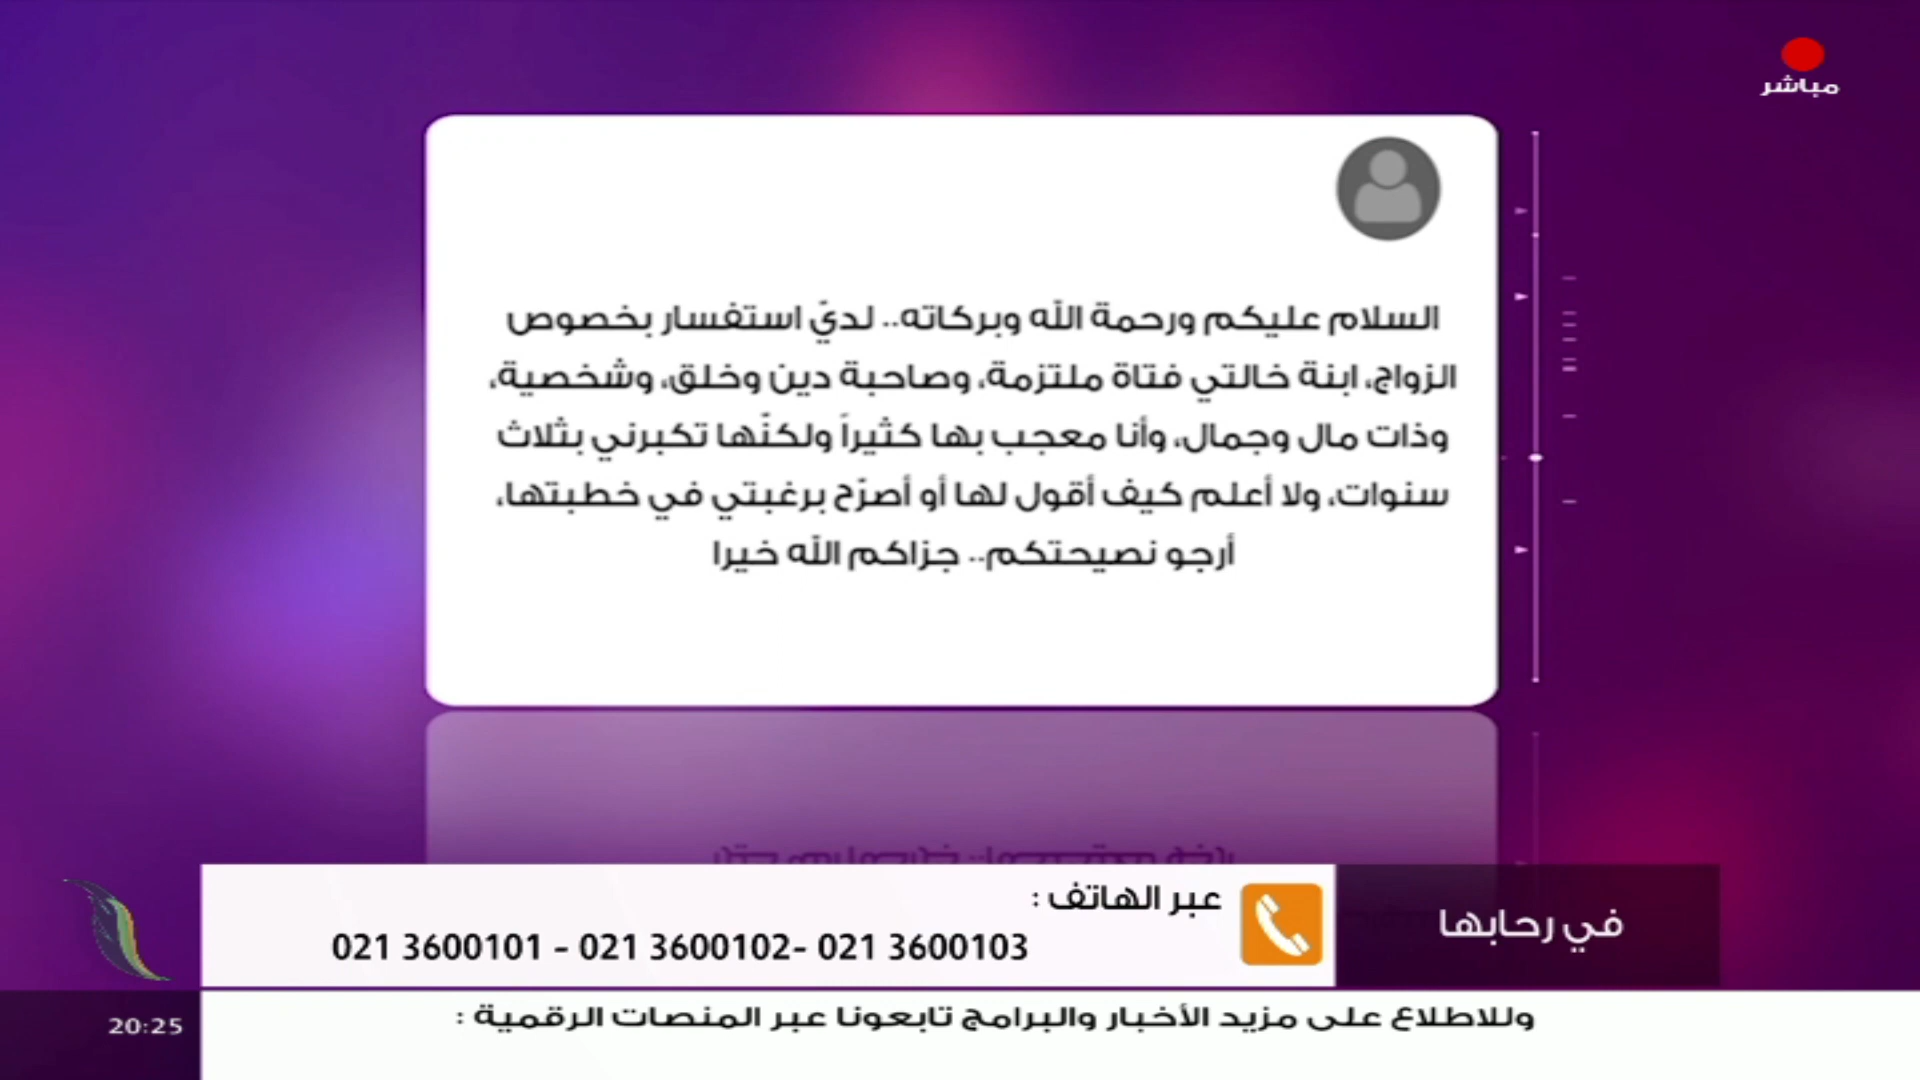 مباشر
السلام عليكم ورحمة الله وبركاته.. لديّ استفسار بخصوص
الزواج، ابنة خالتي فتاة ملتزمة، وصاحبة دين وخلق، وشخصية،
وذات مال وجمال، وأنا معجب بها كثيراً ولكنّها تكبرني بثلاث
سنوات، ولا أعلم كيف أقول لها أو أصرّح برغبتي في خطبتها،
أرجو نصيحتكم.. جزاكم الله خيرا
في رحابها
عبر الهاتف :
021 3600101 - 021 3600102- 021 3600103
وللاطلاع على مزيد الأخبار والبرامج تابعونا عبر المنصات الرقمية :
20:25